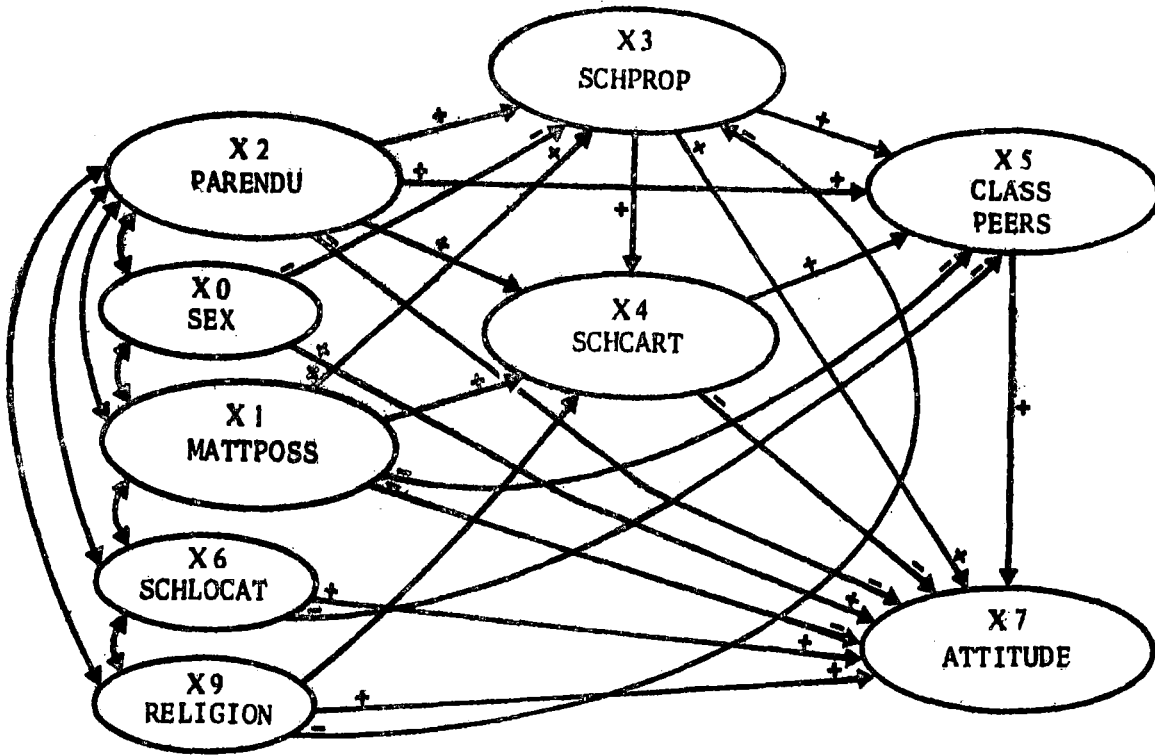 X3
SCHPROP
X2
PARENDU
X5
CLASS
PEERS
X0
SEX
X4
SCHCART
X1
MATTPOSS
X6
SCHLOCAT
X7
ATTITUDE
X9
RELIGION